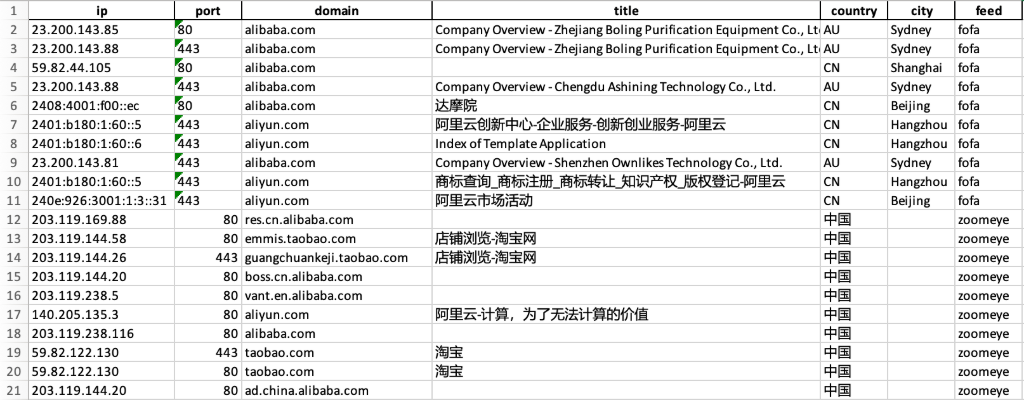 1 ip port domain title country city feed
2 23.200.143.85 80 alibaba.com Company Overview - Zhejiang Boling Purification Equipment Co., Lt AU Sydney fofa
3 23.200.143.88 443 alibaba.com Company Overview - Zhejiang Boling Purification Equipment Co., Lt AU Sydney fofa
4 59.82.44.105 80 alibaba.com CN Shanghai fofa
5 23.200.143.88 443 alibaba.com Company Overview - Chengdu Ashining Technology Co., Ltd. AU Sydney fofa
6 2408:4001:f00::ec 80 alibaba.com 达摩院 CN Beijing fofa
7 2401:b180:1:60::5 443 aliyun.com 阿里云创新中心-企业服务-创新创业服务-阿里云 CN Hangzhou fofa
8 2401:b180:1:60::6 443 aliyun.com Index of Template Application CN Hangzhou fofa
9 23.200.143.81 443 alibaba.com Company Overview - Shenzhen Ownlikes Technology Co., Ltd. AU Sydney fofa
10 2401:b180:1:60::5 443 aliyun.com 商标查询_商标注册_商标转让_知识产权_版权登记-阿里云 CN Hangzhou fofa
11 240e:926:3001:1:3::31 443 aliyun.com 阿里云市场活动 CN Beijing fofa
12 203.119.169.88 80 res.cn.alibaba.com 中国 zoomeye
13 203.119.144.58 80 emmis.taobao.com 店铺浏览-淘宝网 中国 zoomeye
14 203.119.144.26 443 guangchuankeji.taobao.com 店铺浏览-淘宝网 中国 zoomeye
15 203.119.144.20 80 boss.cn.alibaba.com 中国 zoomeye
16 203.119.238.5 80 vant.en.alibaba.com 中国 zoomeye
17 140.205.135.3 80 aliyun.com 阿里云-计算，为了无法计算的价值 中国 zoomeye
18 203.119.238.116 80 alibaba.com 中国 zoomeye
19 59.82.122.130 443 taobao.com 淘宝 中国 zoomeye
20 59.82.122.130 80 taobao.com 淘宝 中国 zoomeye
21 203.119.144.20 80 ad.china.alibaba.com 中国 zoomeye